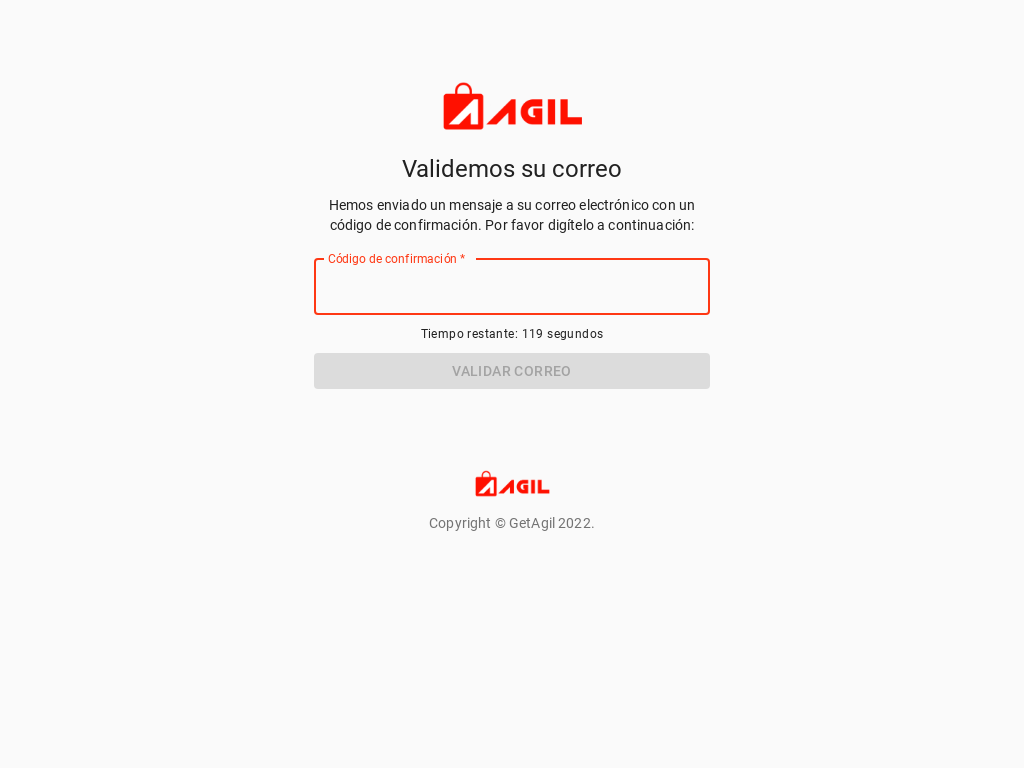 AGIL
Validemos su correo
Hemos enviado un mensaje a su correo electrónico con un
código de confirmación. Por favor digítelo a continuación:
Código de confirmación *
Tiempo restante: 119 segundos
VALIDAR CORREO
AGIL
Copyright © GetAgil 2022.